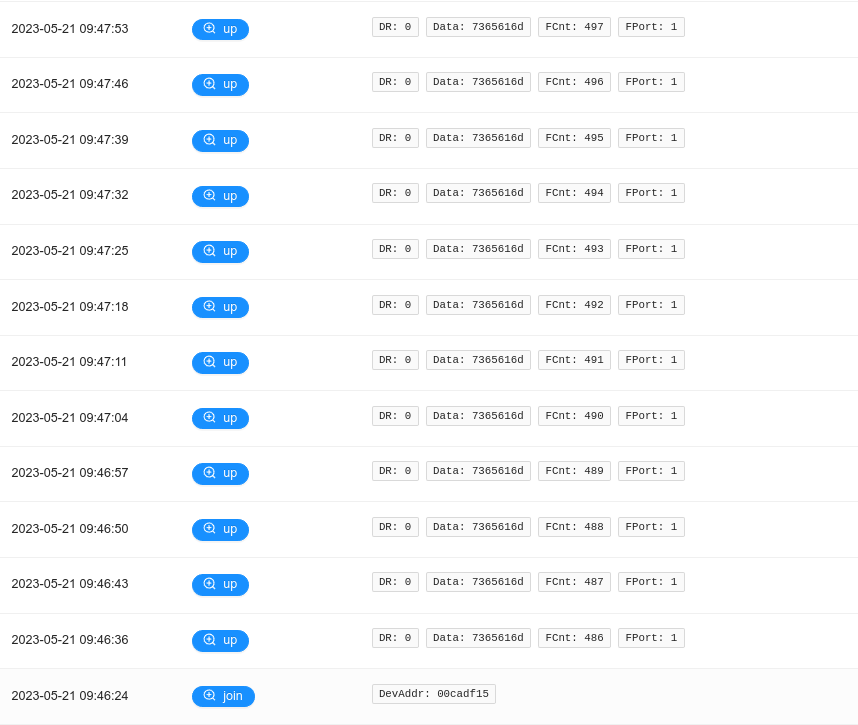 2023-05-21 09:47:53 up DR: 0 Data: 7365616d FCnt: 497 FPort: 1
2023-05-21 09:47:46 up DR: 0 Data: 7365616d FCnt: 496 FPort: 1
2023-05-21 09:47:39 up DR: 0 Data: 7365616d FCnt: 495 FPort: 1
2023-05-21 09:47:32 up DR: 0 Data: 7365616d FCnt: 494 FPort: 1
2023-05-21 09:47:25 up DR: 0 Data: 7365616d FCnt: 493 FPort: 1
2023-05-21 09:47:18 up DR: 0 Data: 7365616d FCnt: 492 FPort: 1
2023-05-21 09:47:11 up DR: 0 Data: 7365616d FCnt: 491 FPort: 1
2023-05-21 09:47:04 up DR: 0 Data: 7365616d FCnt: 490 FPort: 1
2023-05-21 09:46:57 up DR: 0 Data: 7365616d FCnt: 489 FPort: 1
2023-05-21 09:46:50 up DR: 0 Data: 7365616d FCnt: 488 FPort: 1
2023-05-21 09:46:43 up DR: 0 Data: 7365616d FCnt: 487 FPort: 1
2023-05-21 09:46:36 up DR: 0 Data: 7365616d FCnt: 486 FPort: 1
2023-05-21 09:46:24 join DevAddr: 00cadf15